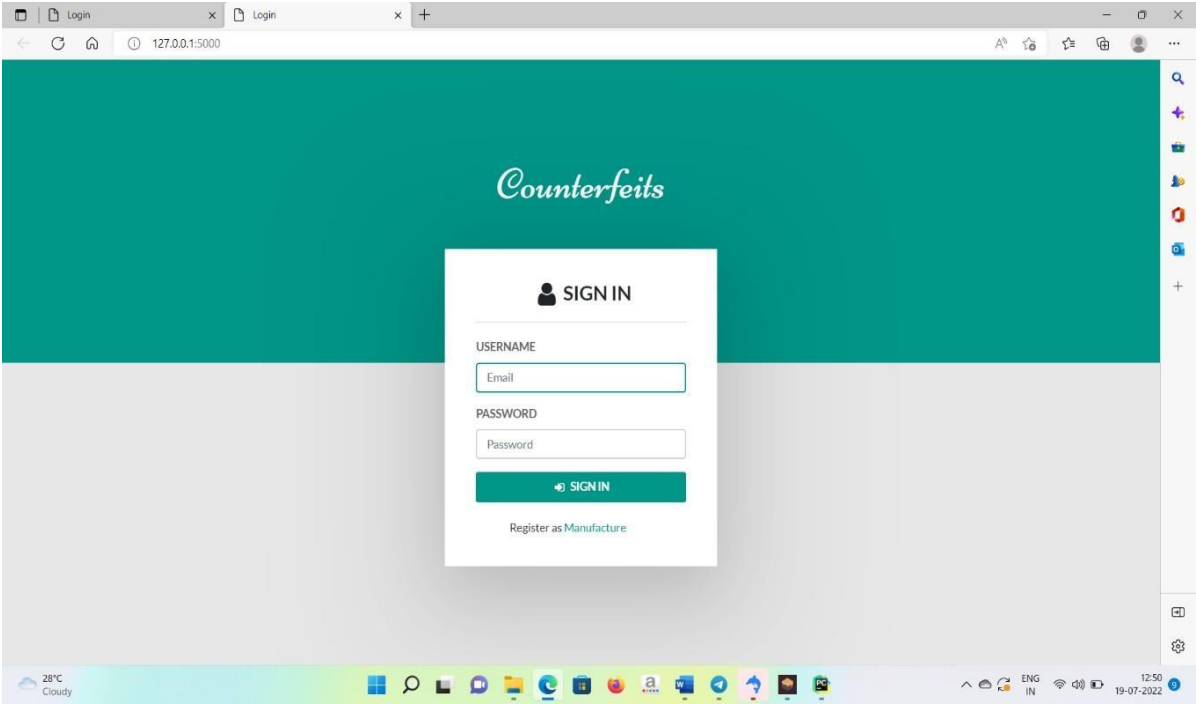 Login
Login
127.0.0.1:5000
Counterfeits
SIGN IN
USERNAME
Email
PASSWORD
Password
SIGN IN
Register as Manufacture
28°C
Cloudy
ENG
IN
12:50
19-07-2022
9